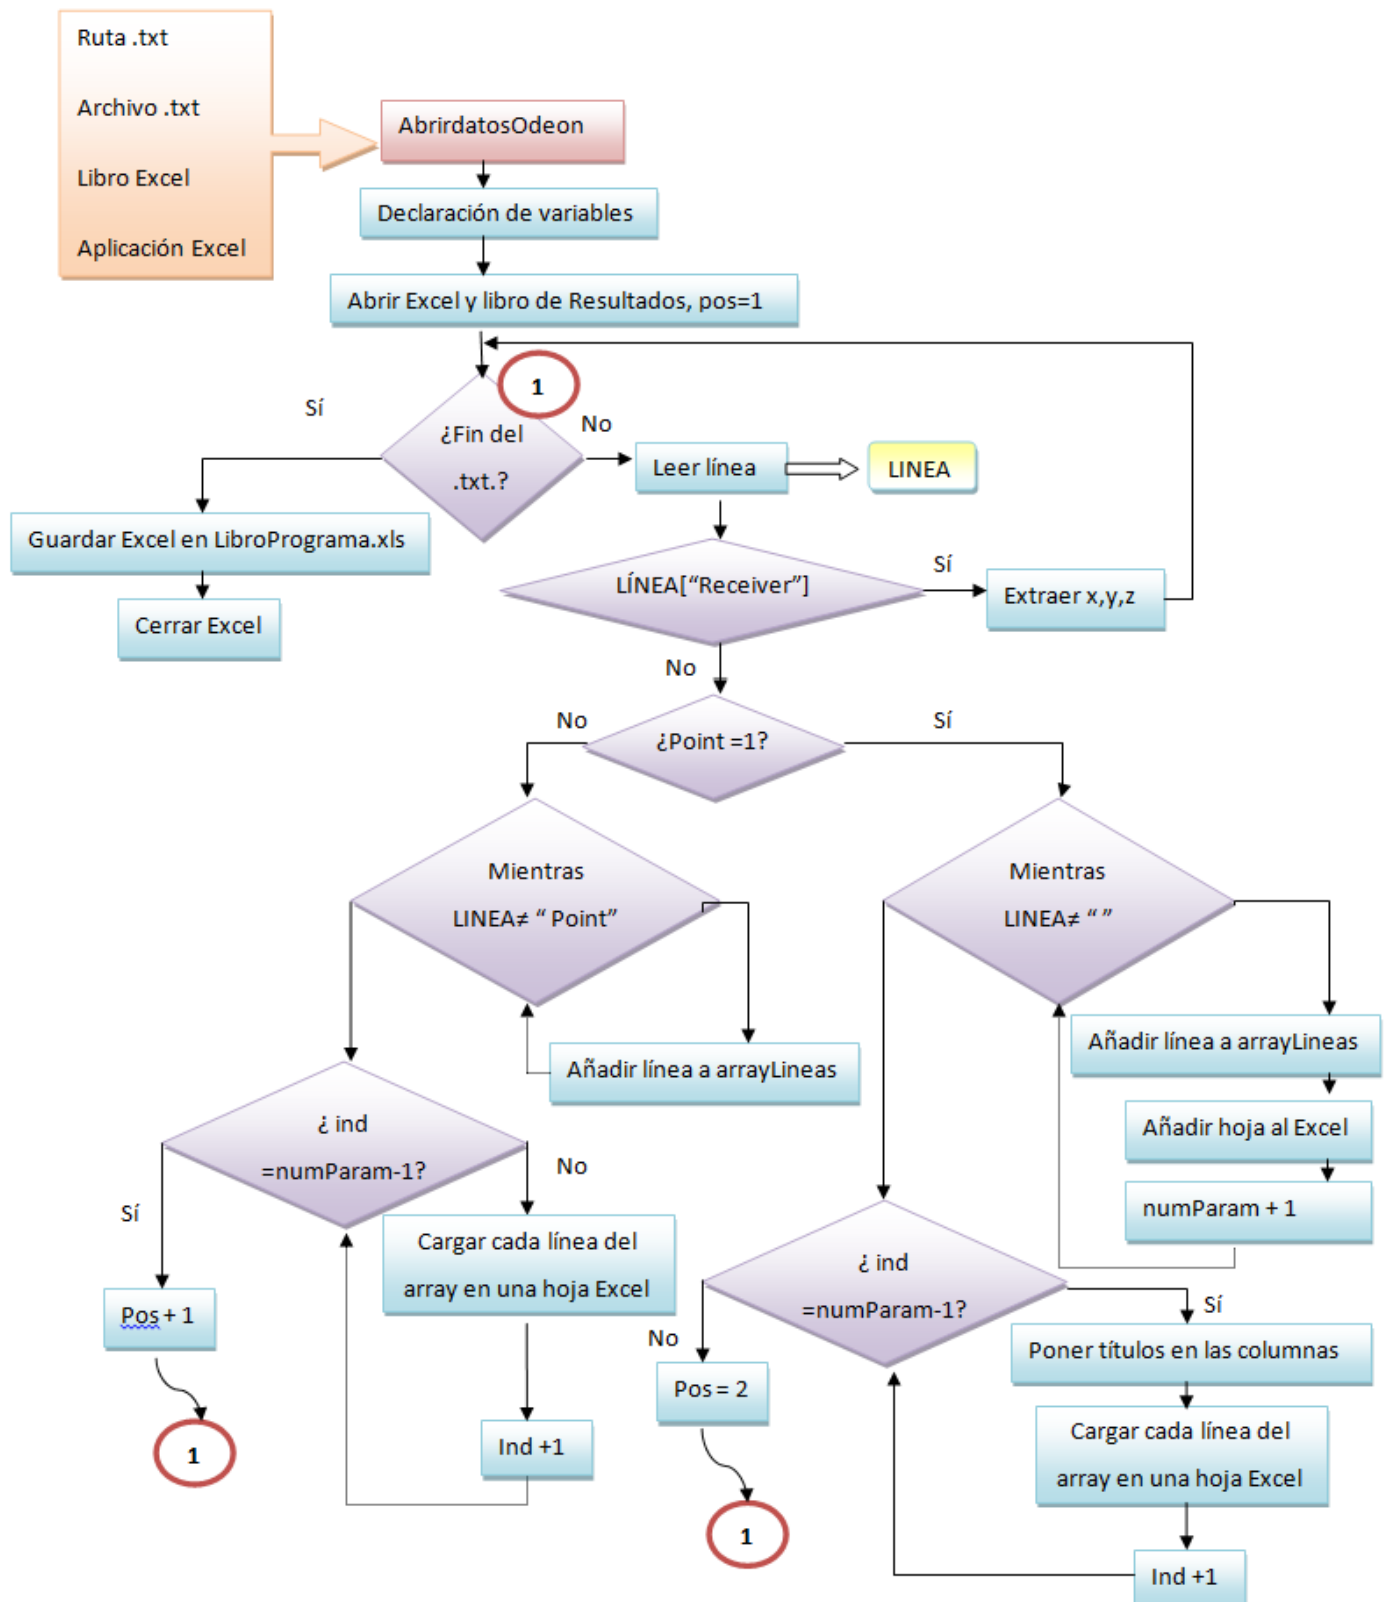 Ruta .txt
Archivo .txt
Libro Excel
Aplicación Excel
AbrirdatosOdeon
Declaración de variables
Abrir Excel y libro de Resultados, pos=1
1
Sí
¿Fin del
.txt.?
No
Leer línea
LINEA
Guardar Excel en LibroPrograma.xls
Cerrar Excel
LÍNEA["Receiver"]
Sí
Extraer x,y,z
No
¿Point =1?
No
Sí
Mientras
LINEA≠ “ Point”
Añadir línea a arrayLineas
Mientras
LINEA≠ “ ”
Añadir línea a arrayLineas
Añadir hoja al Excel
numParam + 1
¿ ind
=numParam-1?
Sí
No
Pos + 1
1
Cargar cada línea del
array en una hoja Excel
Ind +1
¿ ind
=numParam-1?
No
Sí
Pos = 2
1
Poner títulos en las columnas
Cargar cada línea del
array en una hoja Excel
Ind +1